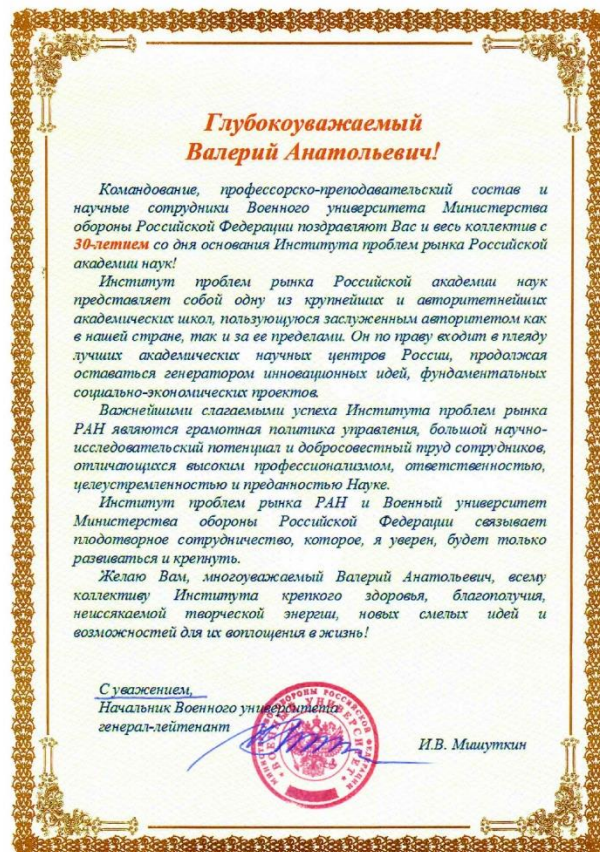 Глубокоуважаемый
Валерий Анатольевич!
Командование, профессорско-преподавательский состав и
научные сотрудники Военного университета Министерства
обороны Российской Федерации поздравляют Вас и весь коллектив с
30-летием со дня основания Института проблем рынка Российской
академии наук!
Институт проблем рынка Российской академии наук
представляет собой одну из крупнейших и авторитетнейших
академических школ, пользующуюся заслуженным авторитетом как
в нашей стране, так и за ее пределами. Он по праву входит в плеяду
лучших академических научных центров России, продолжая
оставаться генератором инновационных идей, фундаментальных
социально-экономических проектов.
Важнейшими слагаемыми успеха Института проблем рынка
РАН являются грамотная политика управления, большой научно-
исследовательский потенциал и добросовестный труд сотрудников,
отличающихся высоким профессионализмом, ответственностью,
целеустремленностью и преданностью Науке.
Институт проблем рынка РАН и Военный университет
Министерства обороны Российской Федерации связывает
плодотворное сотрудничество, которое, я уверен, будет только
развиваться и крепнуть.
Желаю Вам, многоуважаемый Валерий Анатольевич, всему
коллективу Института крепкого здоровья, благополучия,
неиссякаемой творческой энергии, новых смелых идей и
возможностей для их воплощения в жизнь!
С уважением,
Начальник Военного университета
генерал-лейтенант
И.В. Мишуткин
МИНИСТЕРСТВО ОБОРОНЫ РОССИЙСКОЙ ФЕДЕРАЦИИ
ВОЕННЫЙ УНИВЕРСИТЕТ